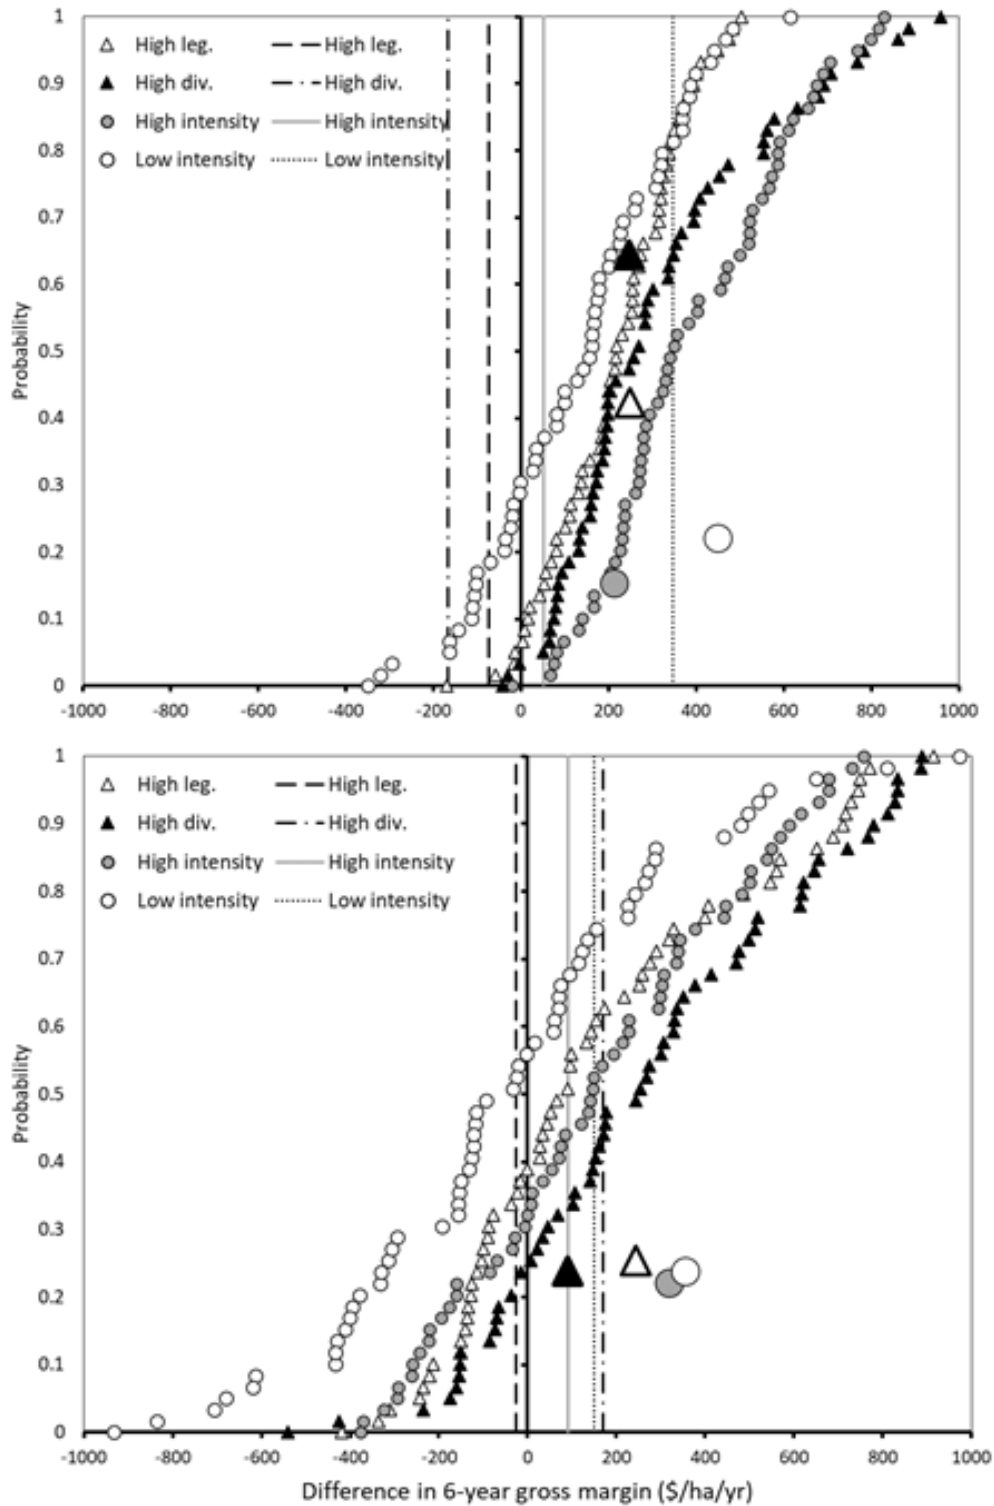 1
High leg. High leg.
0.9
High div. High div.
High intensity High intensity
0.8
Low intensity Low intensity
0.7
0.6
Probability
0.5
0.4
0.3
0.2
0.1
0
-1000 -800 -600 -400 -200 0 200 400 600 800 1000
1
High leg. High leg.
0.9
High div. High div.
High intensity High intensity
0.8
Low intensity Low intensity
0.7
0.6
Probability
0.5
0.4
0.3
0.2
0.1
0
-1000 -800 -600 -400 -200 0 200 400 600 800 1000
Difference in 6-year gross margin ($/ha/yr)